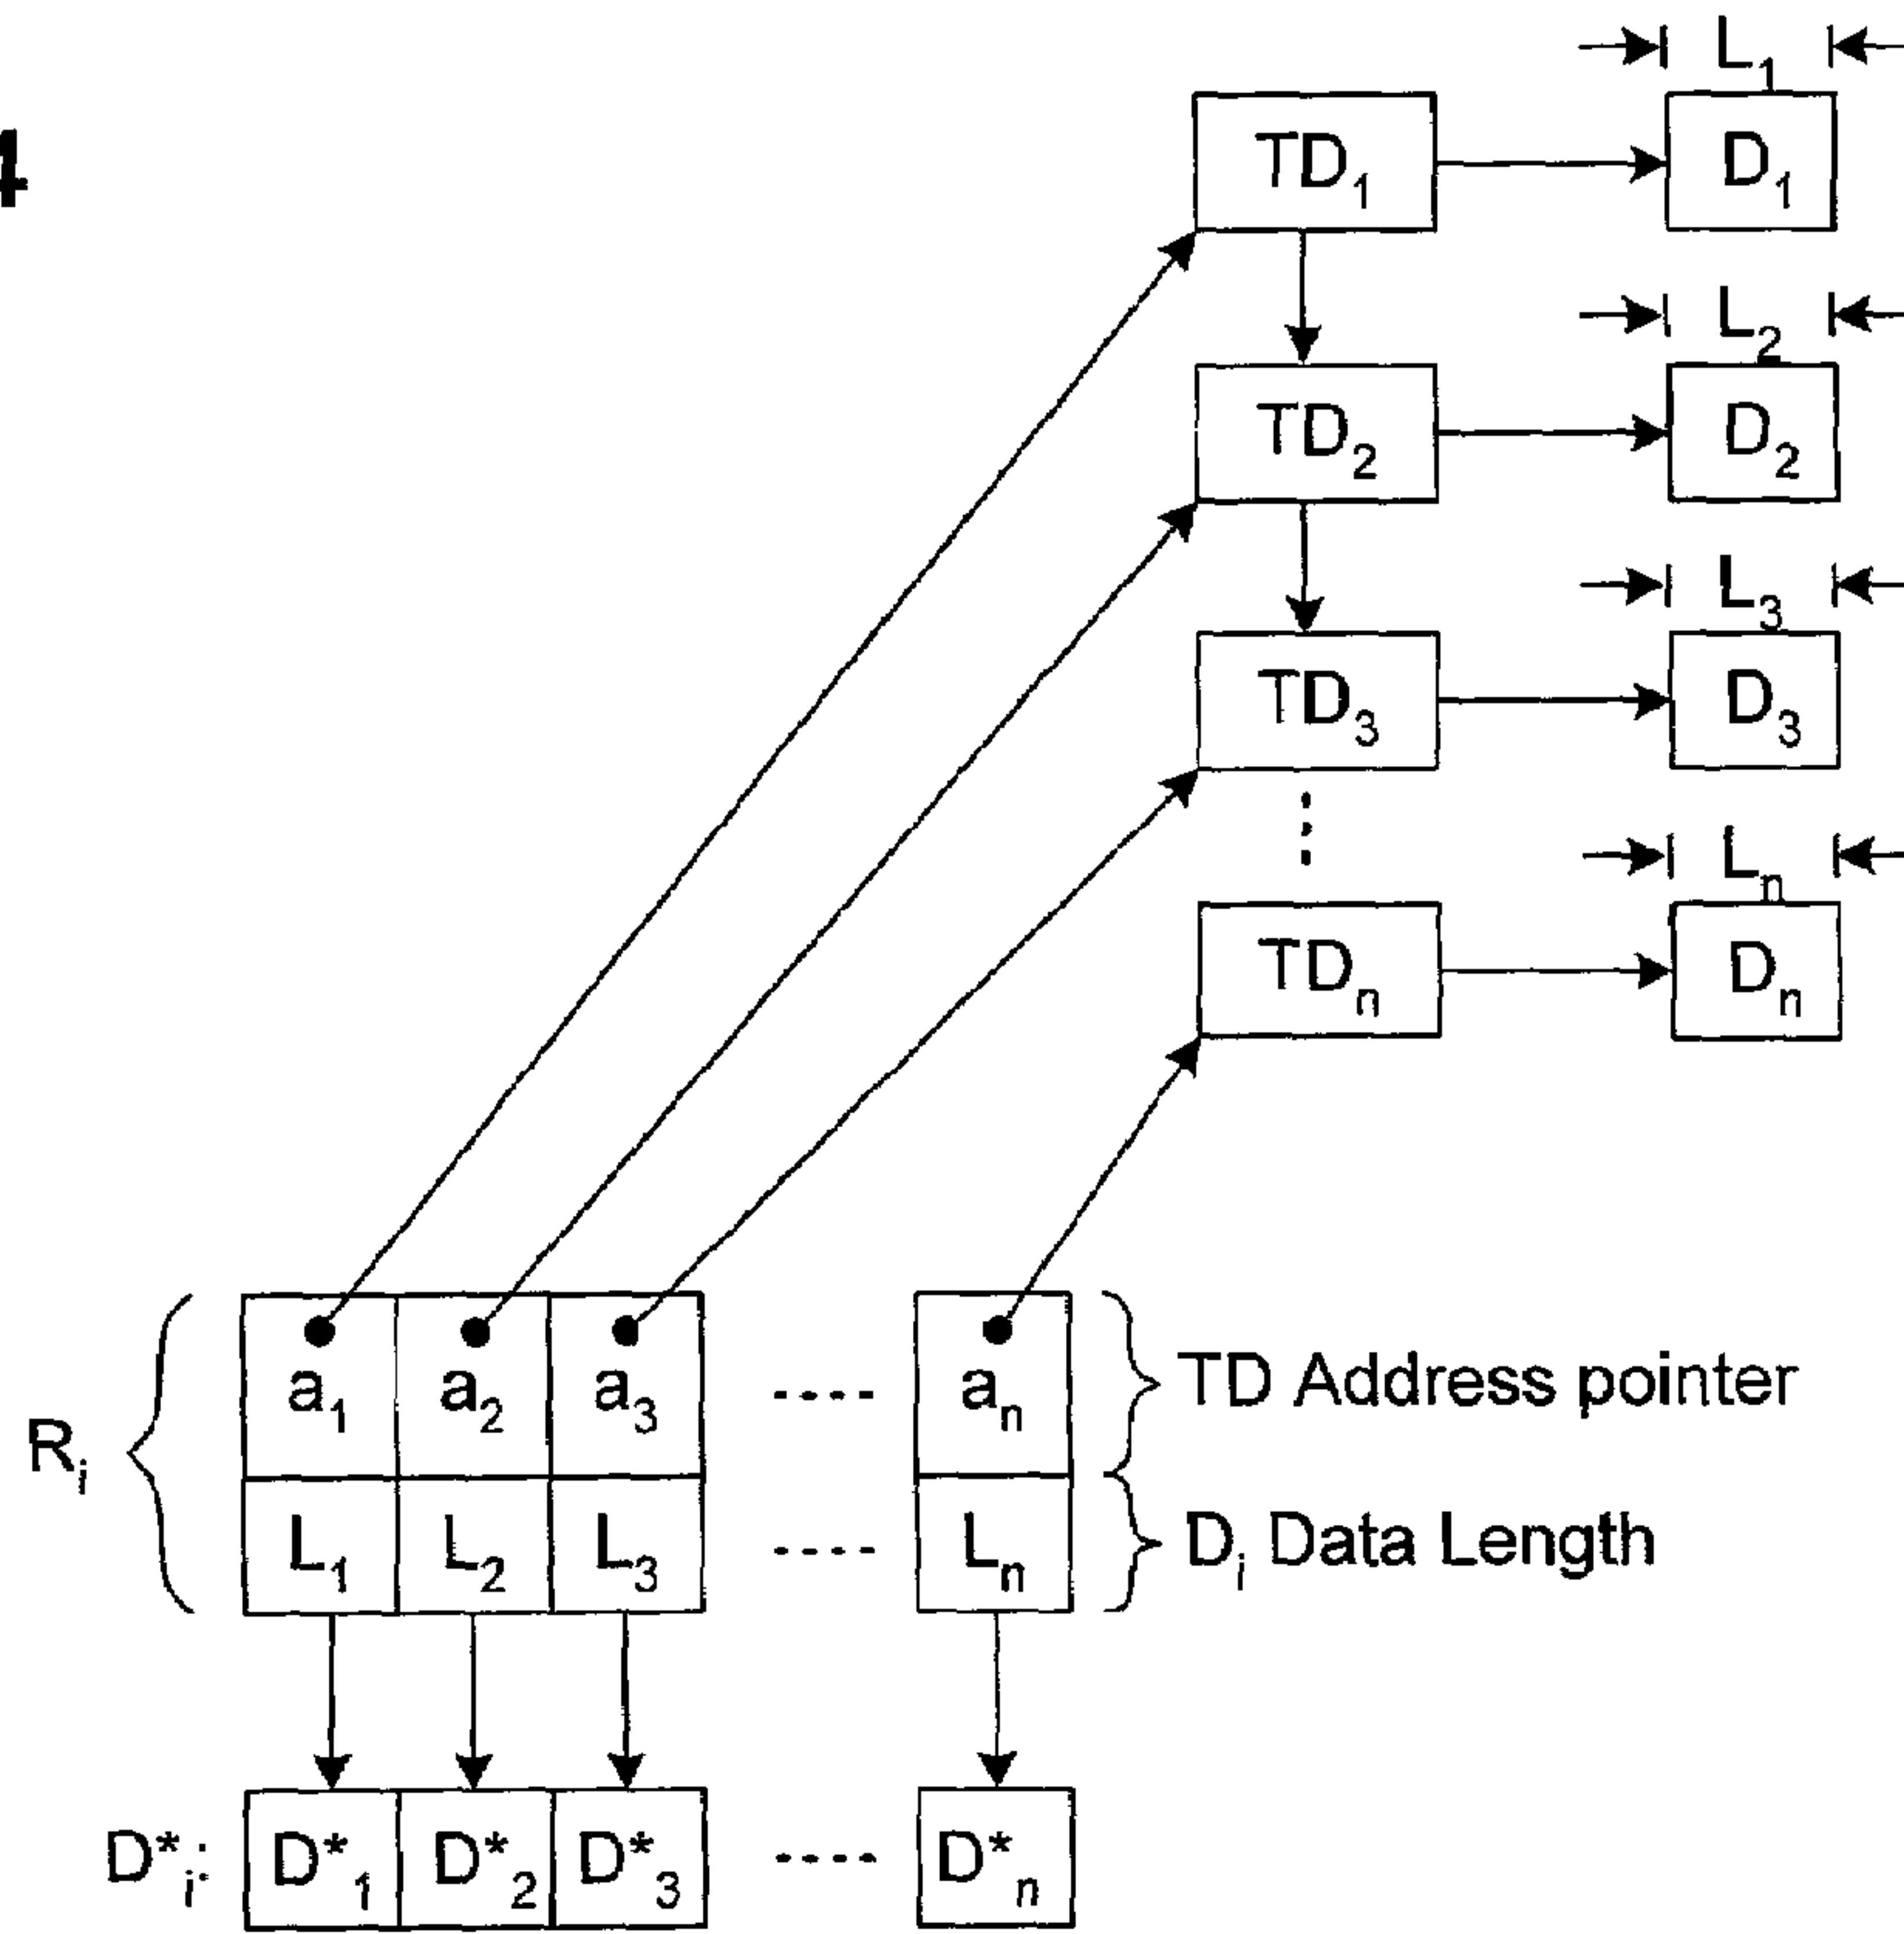 4
L₁
TD₁ D₁
L₂
TD₂ D₂
L₃
TD₃ D₃
Lₙ
TDₙ Dₙ
Rᵢ
a₁ a₂ a₃ ---- aₙ TD Address pointer
L₁ L₂ L₃ ---- Lₙ Dᵢ Data Length
D*ᵢ: D*₁ D*₂ D*₃ ---- D*ₙ